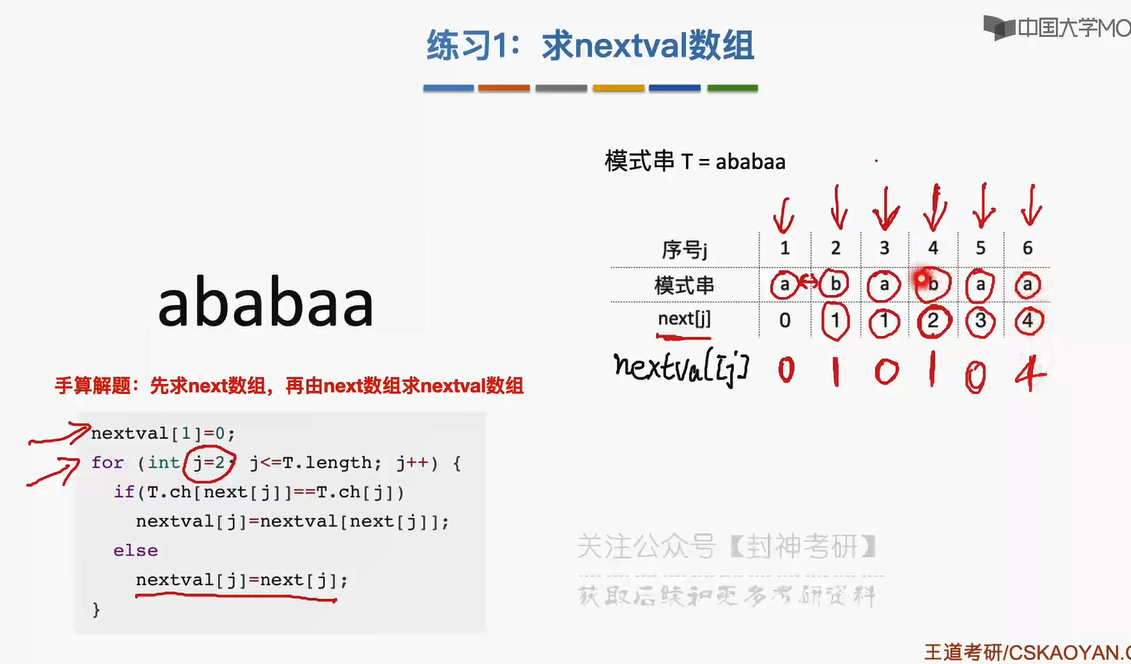 练习1：求nextval数组
中国大学MO
模式串 T = ababaa
序号j 1 2 3 4 5 6
模式串 a b a b a a
next[j] 0 1 1 2 3 4
nextval[j] 0 1 0 1 0 4
ababaa
手算解题：先求next数组，再由next数组求nextval数组
nextval[1]=0;
for (int j=2; j<=T.length; j++) {
if(T.ch[next[j]]==T.ch[j])
nextval[j]=nextval[next[j]];
else
nextval[j]=next[j];
}
关注公众号【封神考研】
获取后续和更多考研资料
王道考研/CSKAOYAN.C